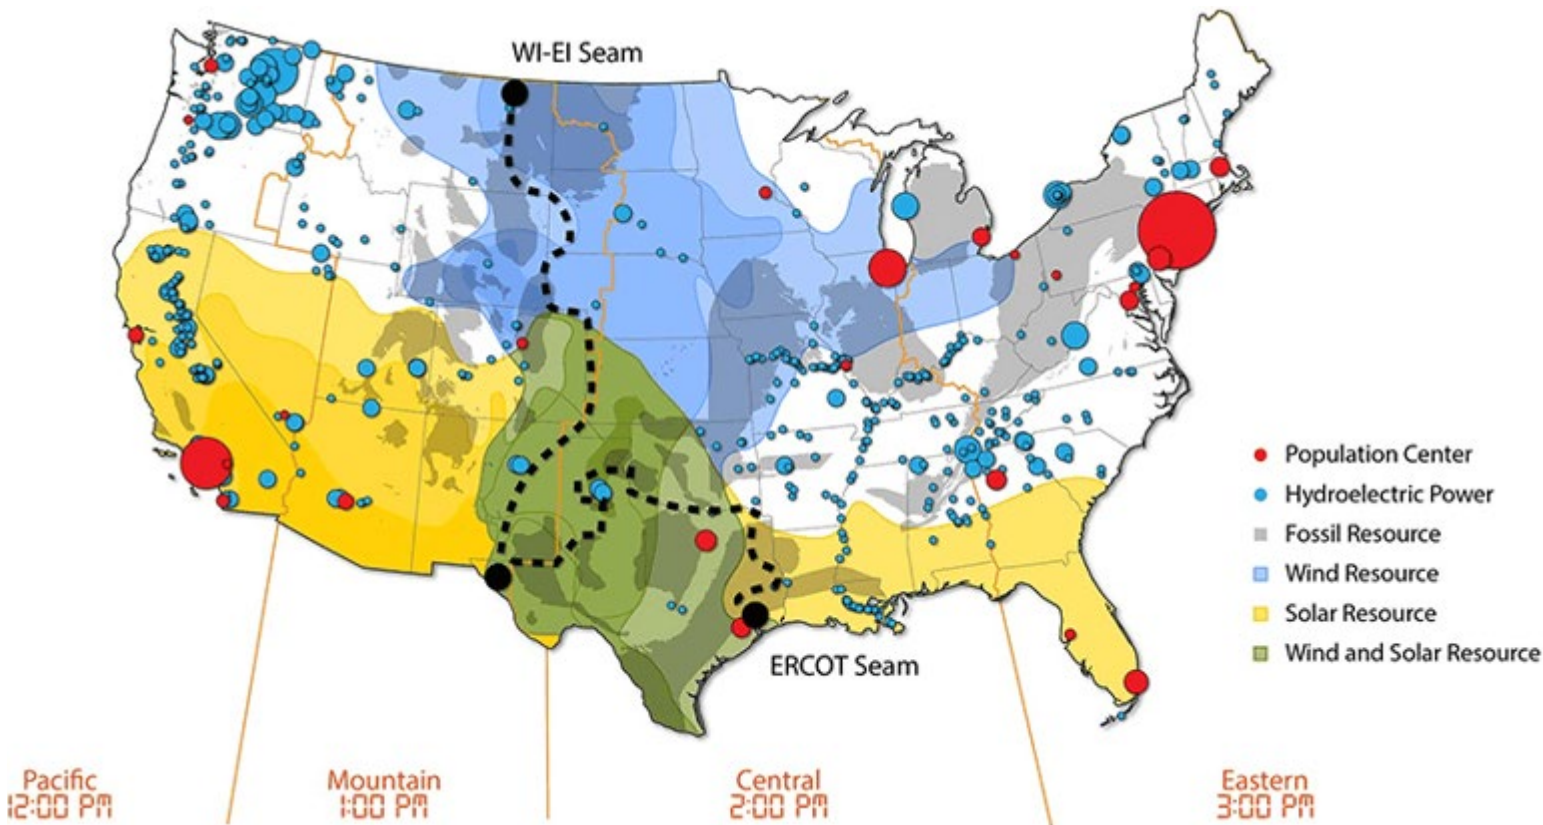 WI-EI Seam
Population Center
Hydroelectric Power
Fossil Resource
Wind Resource
Solar Resource
Wind and Solar Resource
ERCOT Seam
Pacific
12:00 PM
Mountain
1:00 PM
Central
2:00 PM
Eastern
3:00 PM